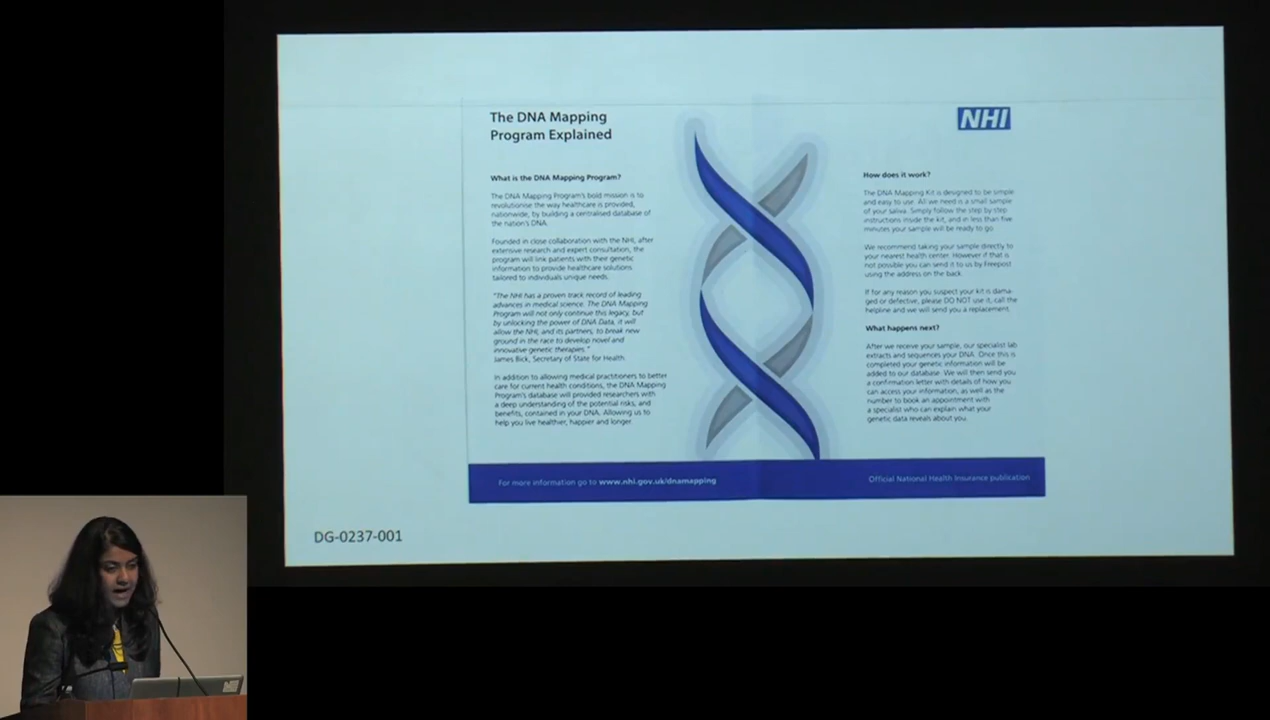 The DNA Mapping
Program Explained
What is the DNA Mapping Program?
The DNA Mapping Program's bold mission is to
revolutionise the way healthcare is provided,
nationwide, by building a centralised database of
the nation's DNA.
Founded in close collaboration with the NHI, after
extensive research and expert consultation, the
program will link patients with their genetic
information to provide healthcare solutions
tailored to individuals unique needs.
"The NHI has a proven track record of leading
advances in medical science. The DNA Mapping
Program will not only continue this legacy, but
by unlocking the power of DNA Data, it will
allow the NHI, and its partners, to break new
ground in the race to develop novel and
innovative genetic therapies."
James Bick, Secretary of State for Health
In addition to allowing medical practitioners to better
care for current health conditions, the DNA Mapping
Program's database will provided researchers with
a deep understanding of the potential risks, and
benefits, contained in your DNA. Allowing us to
help you live healthier, happier and longer.
NHI
How does it work?
The DNA Mapping Kit is designed to be simple
and easy to use. All we need is a small sample
of your saliva. Simply follow the step by step
instructions inside the kit, and in less than five
minutes your sample will be ready to go.
We recommend taking your sample directly to
your nearest health center. However if that is
not possible you can send it to us by Freepost
using the address on the back.
If for any reason you suspect your kit is dama-
ged or defective, please DO NOT use it, call the
helpline and we will send you a replacement.
What happens next?
After we receive your sample, our specialist lab
extracts and sequences your DNA. Once this is
completed your genetic information will be
added to our database. We will then send you
a confirmation letter with details of how you
can access your information, as well as the
number to book an appointment with
a specialist who can explain what your
genetic data reveals about you.
For more information go to www.nhi.gov.uk/dnamapping
Official National Health Insurance publication
DG-0237-001